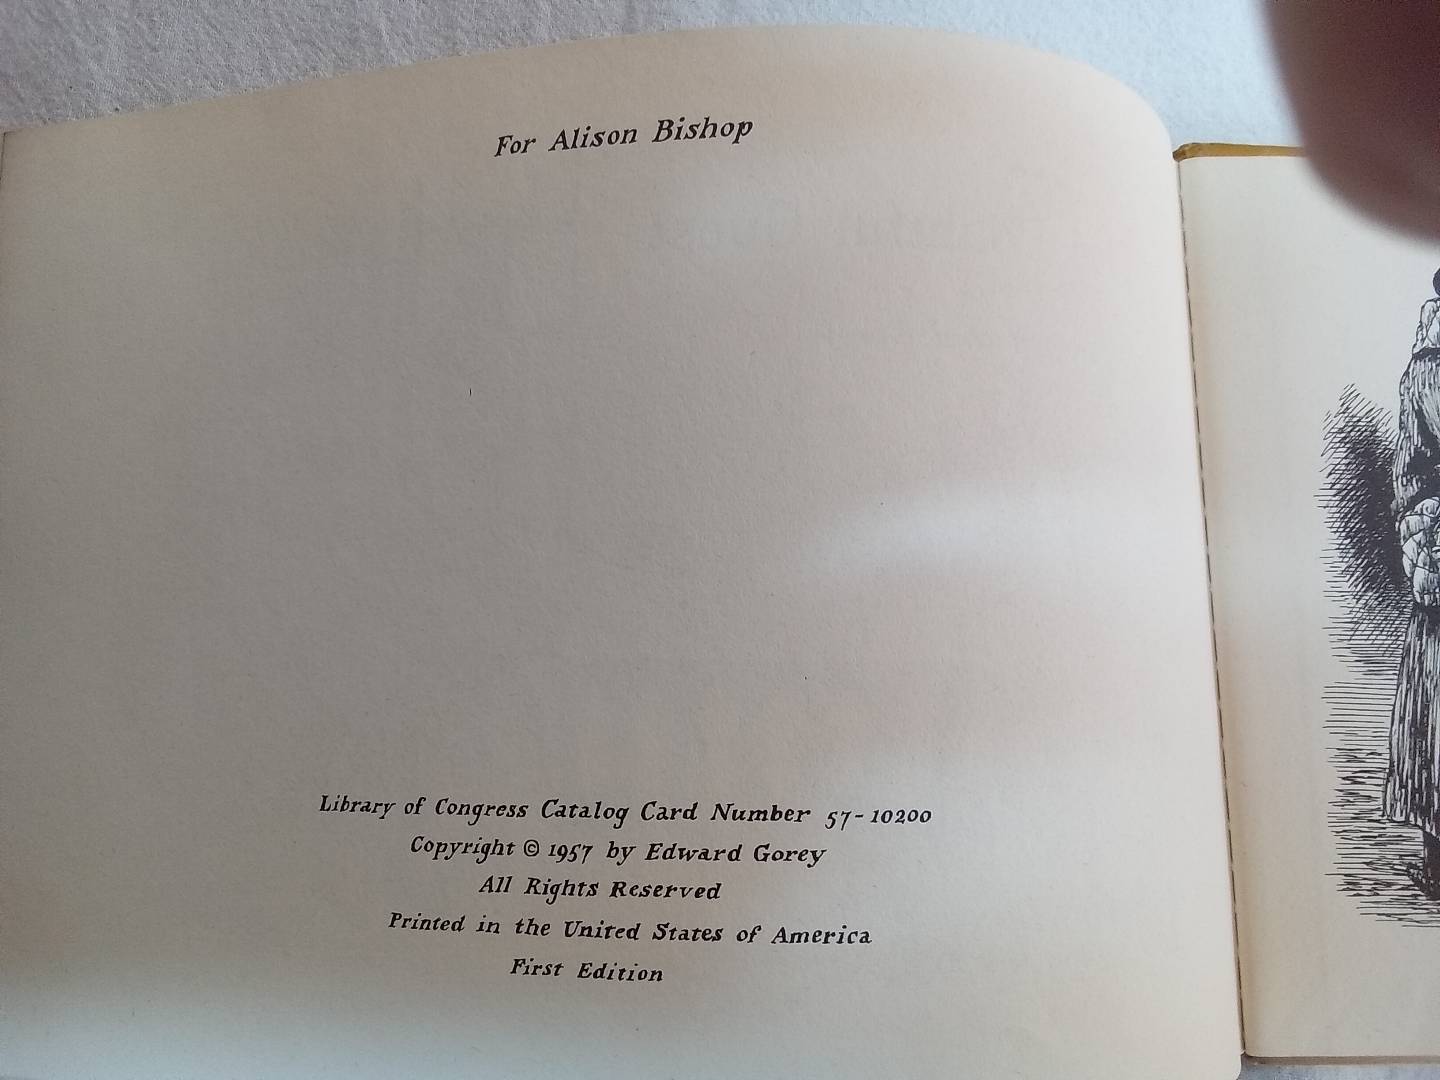 For Alison Bishop
Library of Congress Catalog Card Number 57-10200
Copyright © 1957 by Edward Gorey
All Rights Reserved
Printed in the United States of America
First Edition